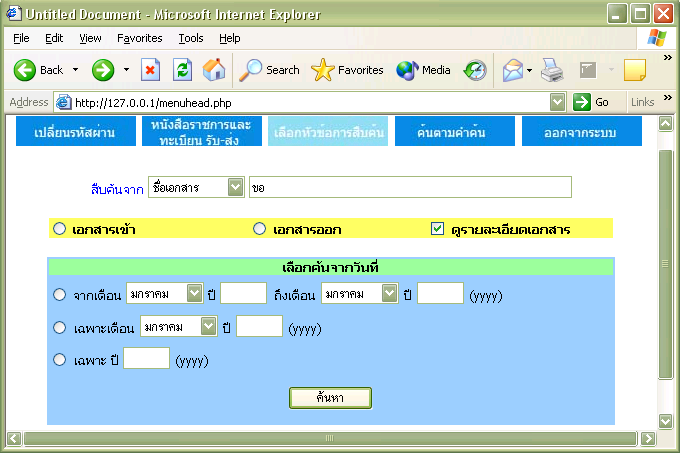 Untitled Document - Microsoft Internet Explorer
File Edit View Favorites Tools Help
Back Search Favorites Media
Address http://127.0.0.1/menuhead.php Go Links
เปลี่ยนรหัสผ่าน
หนังสือราชการและ
ทะเบียน รับ-ส่ง
เลือกหัวข้อการสืบค้น
ค้นตามคำค้น
ออกจากระบบ
สืบค้นจาก ชื่อเอกสาร ขอ
เอกสารเข้า เอกสารออก ดูรายละเอียดเอกสาร
เลือกค้นจากวันที่
จากเดือน มกราคม ปี ถึงเดือน มกราคม ปี (yyyy)
เฉพาะเดือน มกราคม ปี (yyyy)
เฉพาะ ปี (yyyy)
ค้นหา